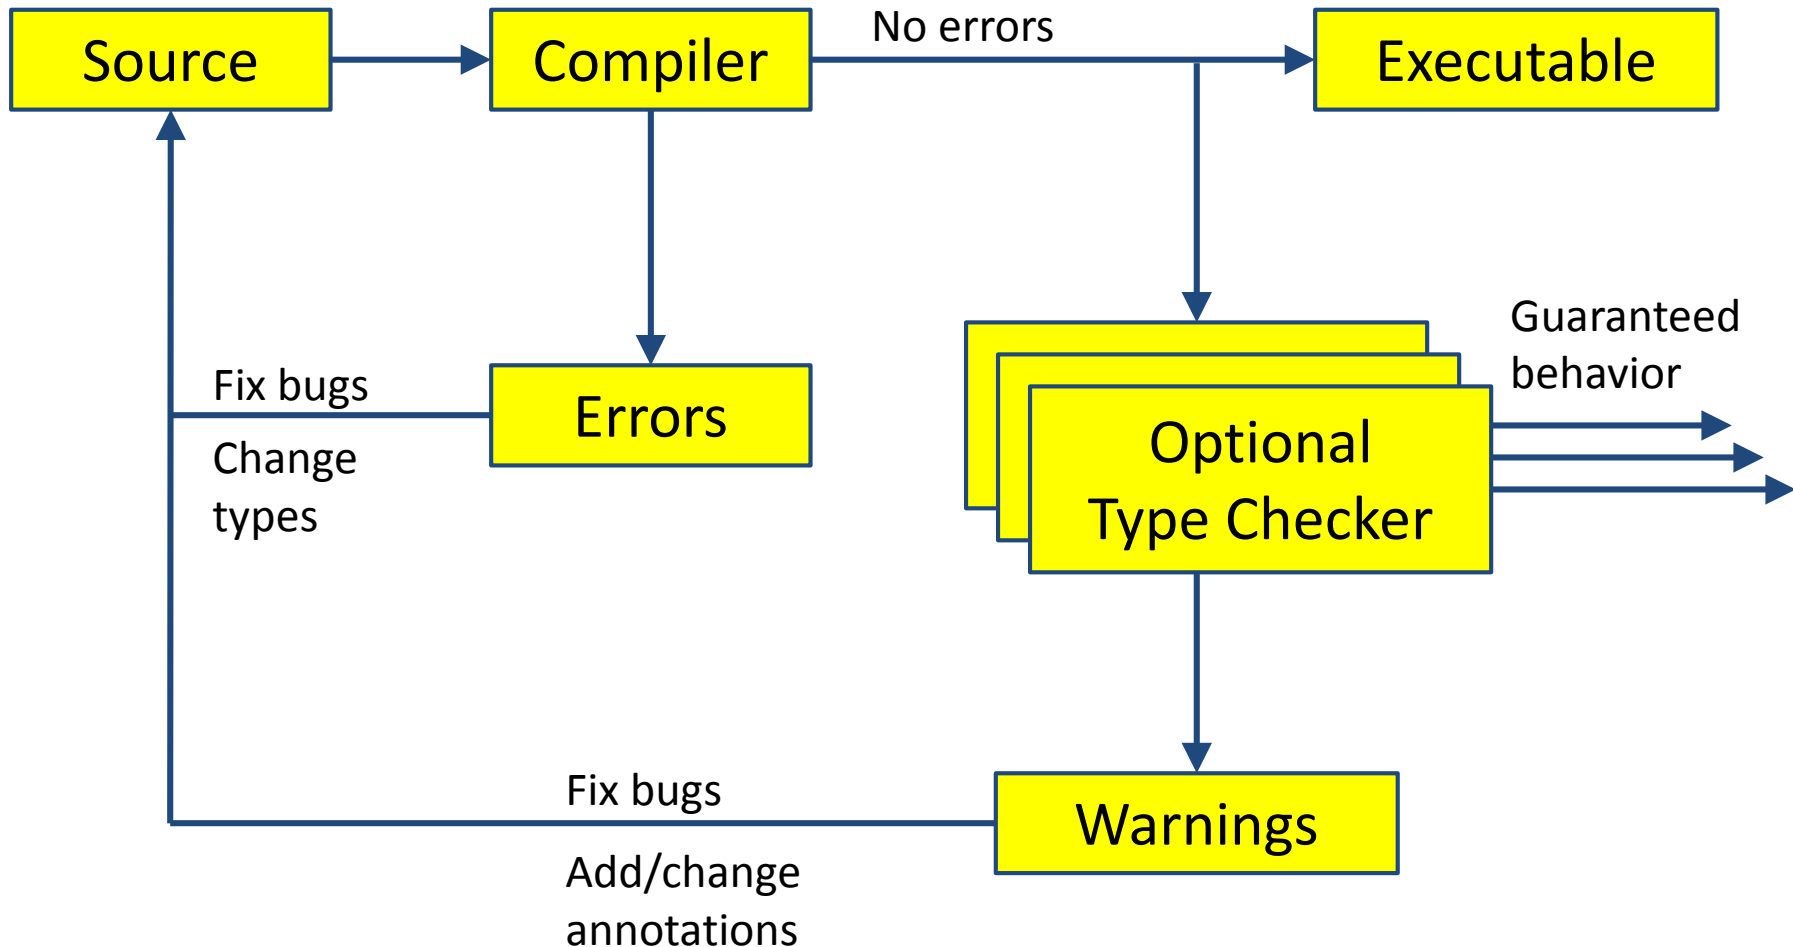 Source
Compiler
No errors
Executable
Guaranteed
behavior
Fix bugs
Errors
Change
types
Optional
Type Checker
Fix bugs
Warnings
Add/change
annotations